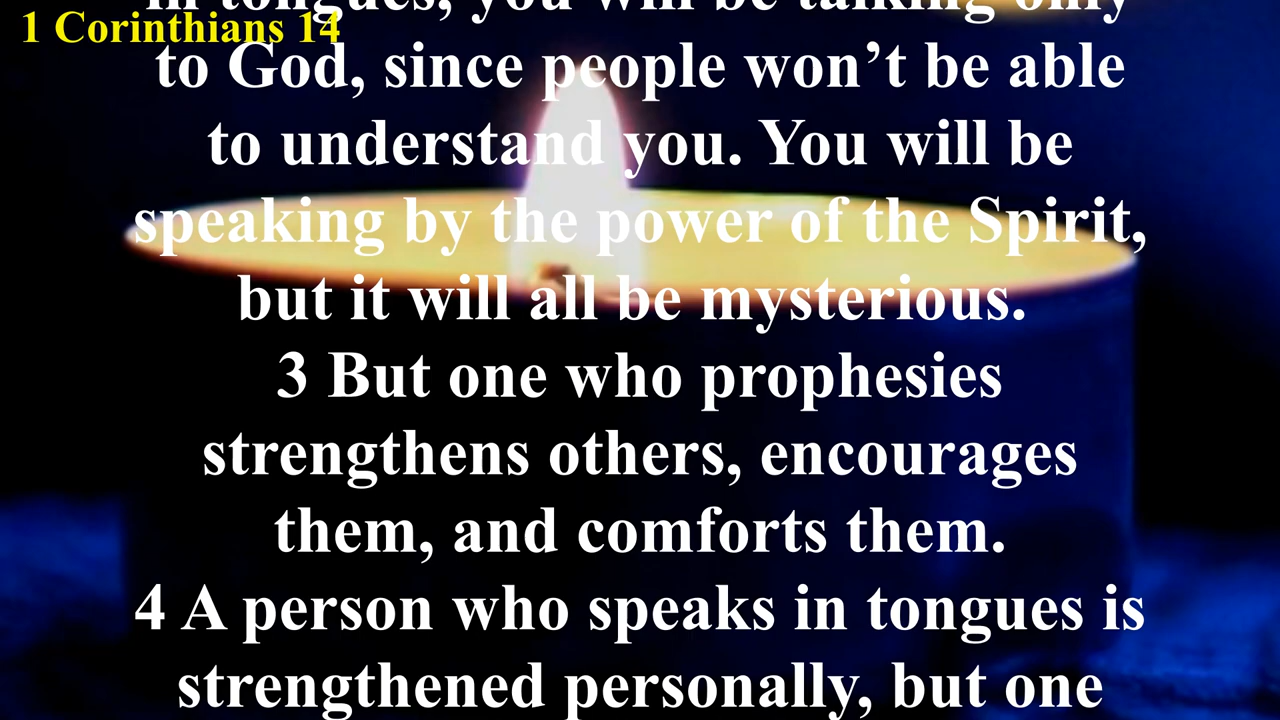 in tongues, you will be talking only
1 Corinthians 14
to God, since people won’t be able
to understand you. You will be
speaking by the power of the Spirit,
but it will all be mysterious.
3 But one who prophesies
strengthens others, encourages
them, and comforts them.
4 A person who speaks in tongues is
strengthened personally, but one